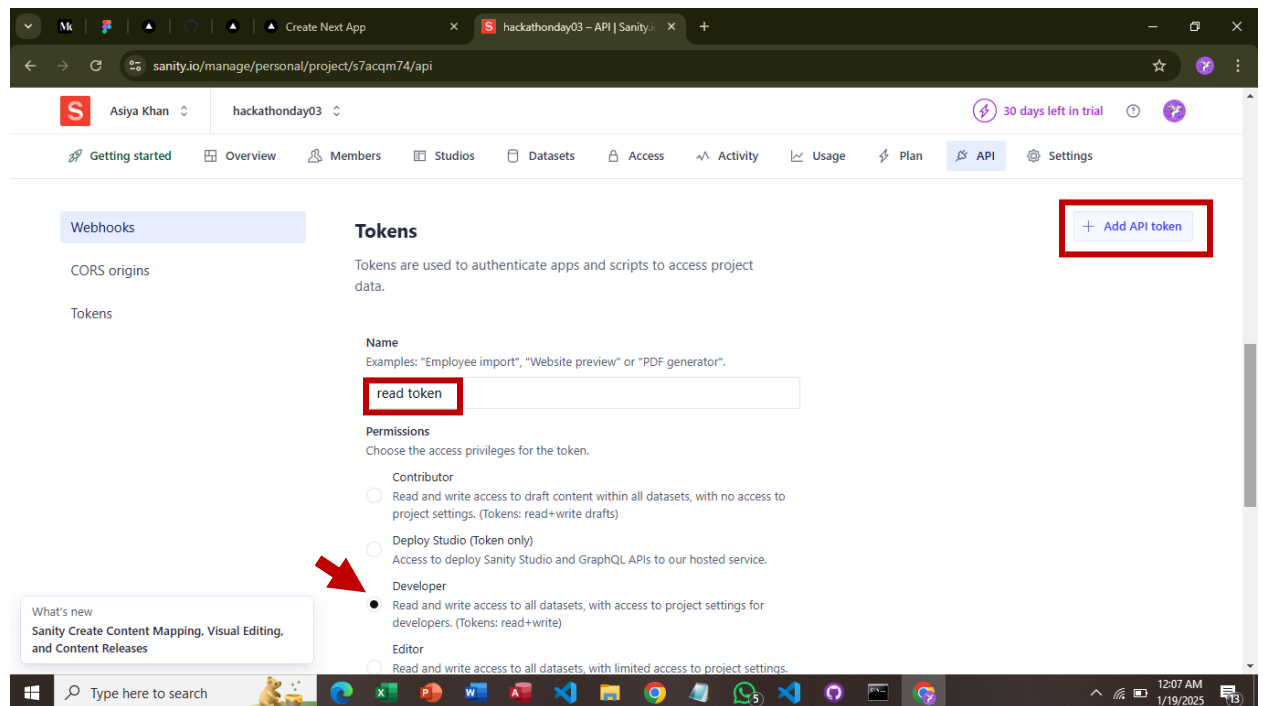 Mk
Create Next App
S
hackathonday03 – API | Sanity.i
sanity.io/manage/personal/project/s7acqm74/api
S
Asiya Khan
hackathonday03
30 days left in trial
Getting started
Overview
Members
Studios
Datasets
Access
Activity
Usage
Plan
API
Settings
Webhooks
CORS origins
Tokens
Tokens
+ Add API token
Tokens are used to authenticate apps and scripts to access project
data.
Name
Examples: "Employee import", "Website preview" or "PDF generator".
read token
Permissions
Choose the access privileges for the token.
Contributor
Read and write access to draft content within all datasets, with no access to
project settings. (Tokens: read+write drafts)
Deploy Studio (Token only)
Access to deploy Sanity Studio and GraphQL APIs to our hosted service.
Developer
Read and write access to all datasets, with access to project settings for
developers. (Tokens: read+write)
Editor
Read and write access to all datasets, with limited access to project settings.
What's new
Sanity Create Content Mapping, Visual Editing,
and Content Releases
Type here to search
5
12:07 AM
1/19/2025
13